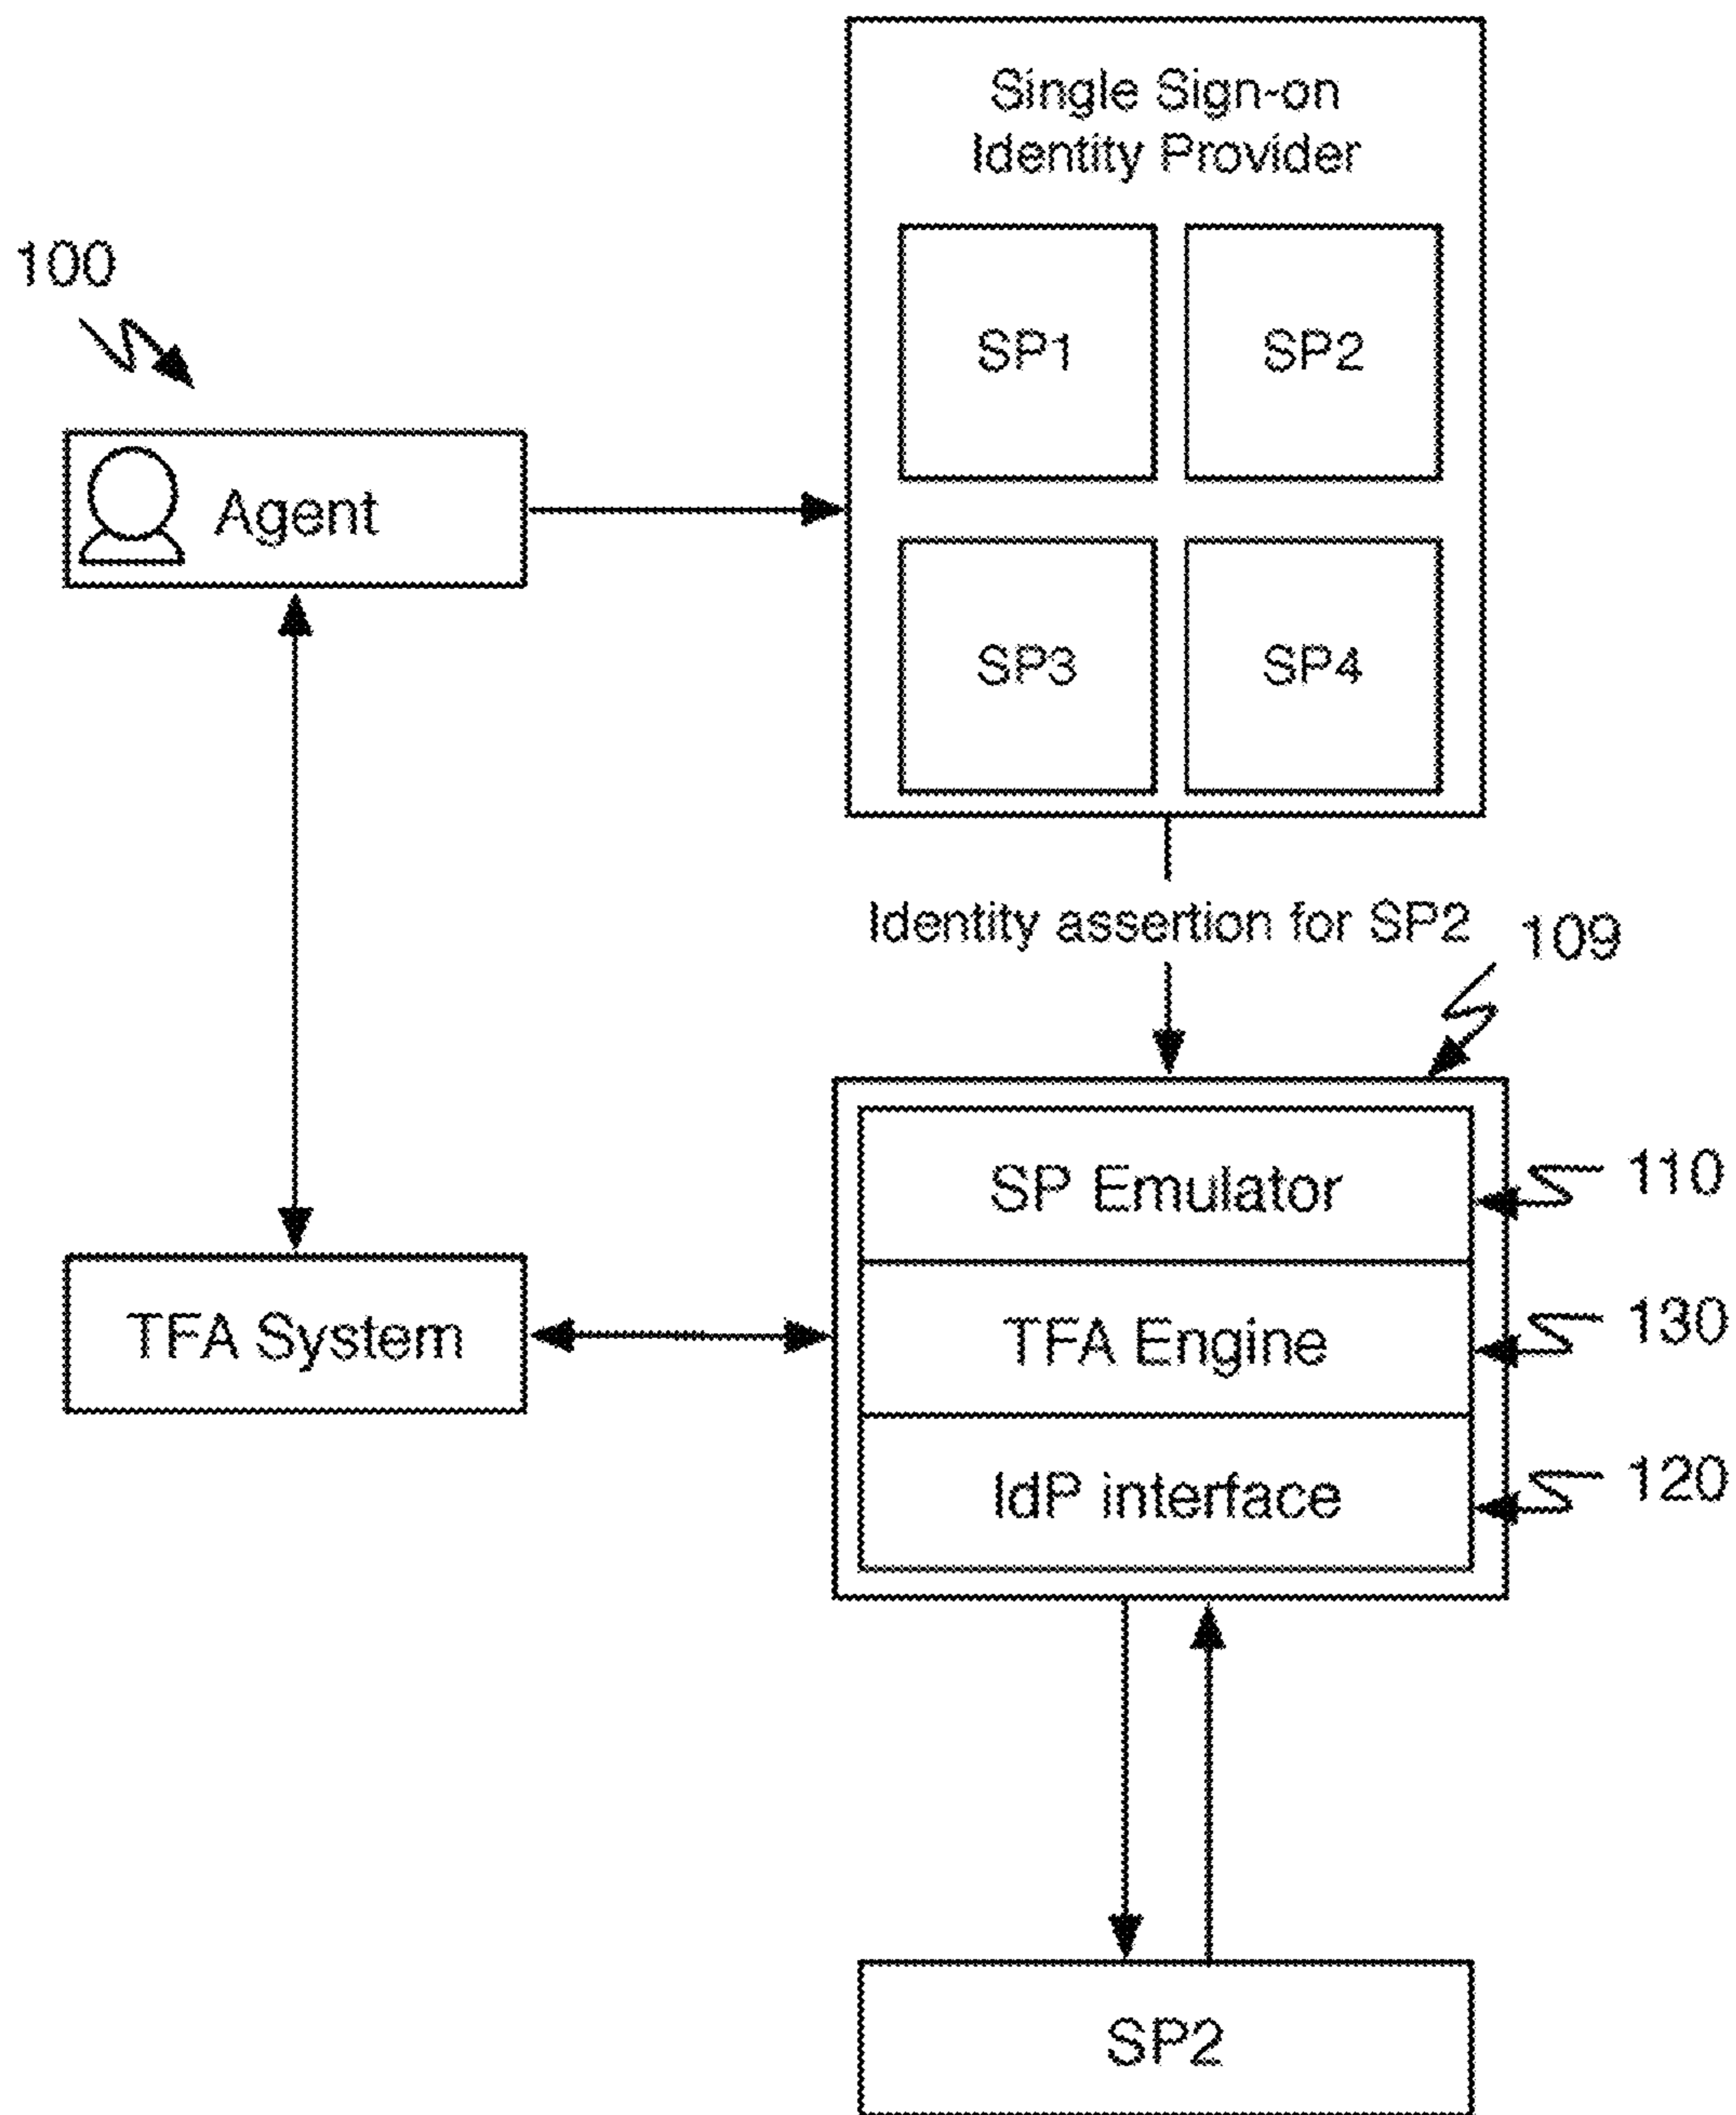 Single Sign-on
Identity Provider
100
SP1
SP2
Agent
SP3
SP4
Identity assertion for SP2
109
SP Emulator
110
TFA System
TFA Engine
130
IdP interface
120
SP2